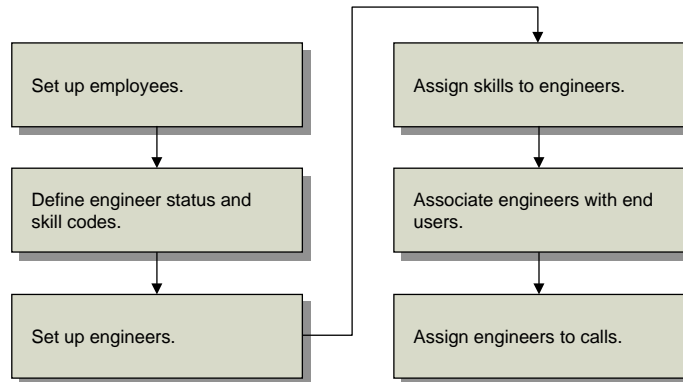 Set up employees.
Define engineer status and
skill codes.
Set up engineers.
Assign skills to engineers.
Associate engineers with end
users.
Assign engineers to calls.